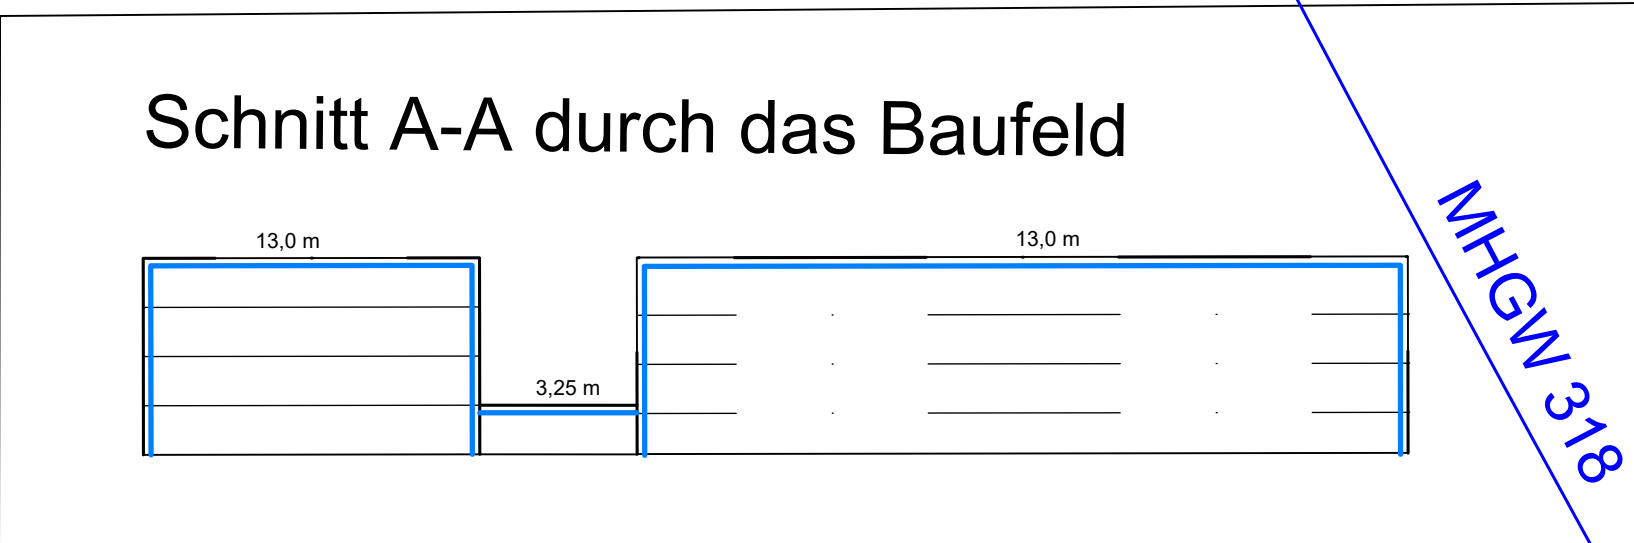 Schnitt A-A durch das Baufeld
13,0 m
13,0 m
3,25 m
MHGW 318